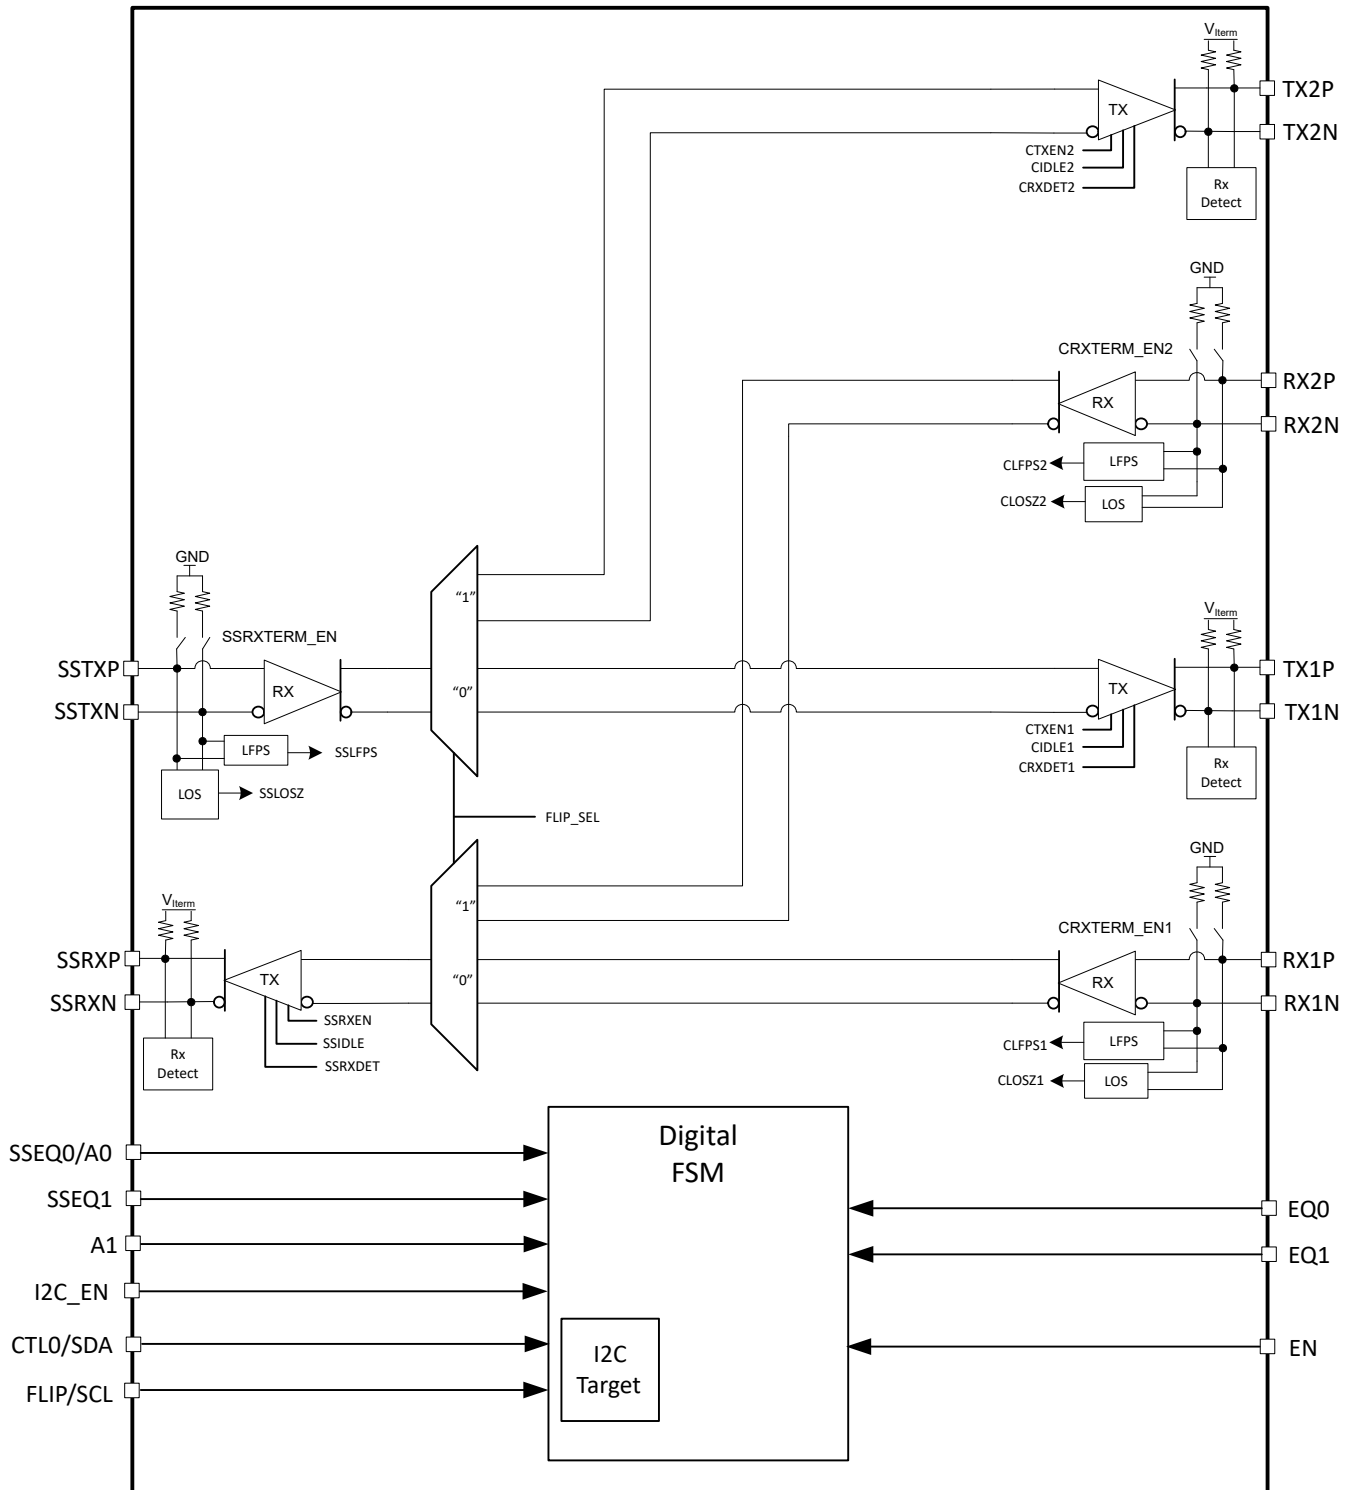 VIterm
TX2P
TX
TX2N
CTXEN2
CIDLE2
CRXDET2
Rx
Detect
GND
CRXTERM_EN2
RX2P
RX
RX2N
CLFPS2
LFPS
CLOSZ2
LOS
GND
"1"
VIterm
SSRXTERM_EN
SSTXP
RX
"0"
TX
TX1P
SSTXN
TX1N
CTXEN1
LFPS
SSLFPS
CIDLE1
CRXDET1
Rx
Detect
LOS
SSLOSZ
FLIP_SEL
GND
VIterm
"1"
CRXTERM_EN1
SSRXP
TX
"0"
RX
RX1P
SSRXN
RX1N
SSRXEN
SSIDLE
SSRXDET
Rx
Detect
CLFPS1
LFPS
CLOSZ1
LOS
Digital
FSM
SSEQ0/A0
SSEQ1
A1
I2C_EN
CTL0/SDA
FLIP/SCL
I2C
Target
EQ0
EQ1
EN